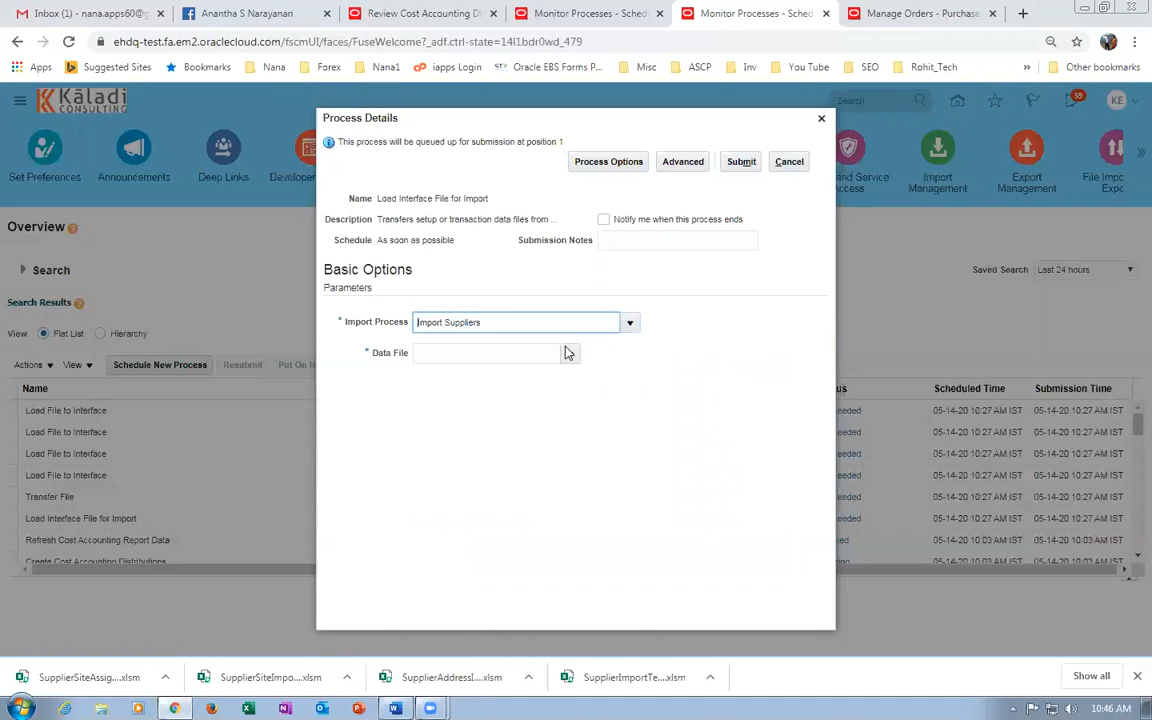 Inbox (1) - nana.apps60@g
Anantha S Narayanan
Review Cost Accounting Di
Monitor Processes - Sched
Monitor Processes - Sched
Manage Orders - Purchase
ehdq-test.fa.em2.oraclecloud.com/fscmUI/faces/FuseWelcome?_adf.ctrl-state=14l1bdr0wd_479
Apps
Suggested Sites
Bookmarks
Nana
Forex
Nana1
iapps Login
Oracle EBS Forms P...
Misc
ASCP
Inv
You Tube
SEO
Rohit_Tech
»
Other bookmarks
Kāladi
CONSULTING
Search
59
KE
Set Preferences
Announcements
Deep Links
Develope
and Service
Access
Import
Management
Export
Management
File Impo
Expo
Overview
Search
Saved Search
Last 24 hours
Search Results
View
Flat List
Hierarchy
Actions
View
Schedule New Process
Resubmit
Put On H
Name
us
Scheduled Time
Submission Time
Load File to Interface
eeded
05-14-20 10:27 AM IST
05-14-20 10:27 AM IST
Load File to Interface
eeded
05-14-20 10:27 AM IST
05-14-20 10:27 AM IST
Load File to Interface
eeded
05-14-20 10:27 AM IST
05-14-20 10:27 AM IST
Load File to Interface
eeded
05-14-20 10:27 AM IST
05-14-20 10:27 AM IST
Transfer File
eeded
05-14-20 10:27 AM IST
05-14-20 10:27 AM IST
Load Interface File for Import
eeded
05-14-20 10:27 AM IST
05-14-20 10:27 AM IST
Refresh Cost Accounting Report Data
ked
05-14-20 10:03 AM IST
05-14-20 10:03 AM IST
Create Cost Accounting Distributions
05-14-20 10:03 AM IST
05-14-20 10:03 AM IST
Process Details
This process will be queued up for submission at position 1
Process Options
Advanced
Submit
Cancel
Name Load Interface File for Import
Description Transfers setup or transaction data files from ...
Notify me when this process ends
Schedule As soon as possible
Submission Notes
Basic Options
Parameters
* Import Process
Import Suppliers
* Data File
SupplierSiteAssig....xlsm
SupplierSiteImpo....xlsm
SupplierAddressI....xlsm
SupplierImportTe....xlsm
Show all
10:46 AM